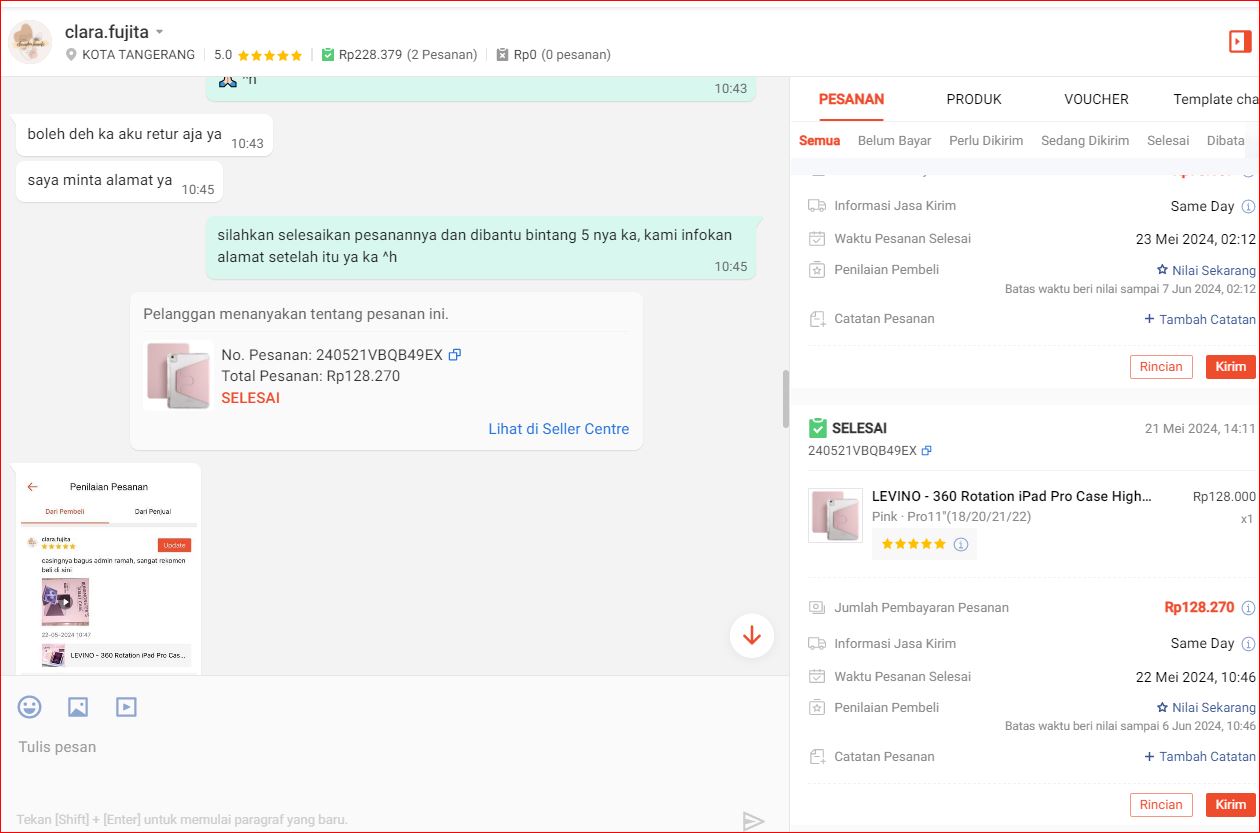 clara.fujita
KOTA TANGERANG
5.0
Rp228.379 (2 Pesanan)
Rp0 (0 pesanan)
^h
10:43
boleh deh ka aku retur aja ya
10:43
saya minta alamat ya
10:45
silahkan selesaikan pesanannya dan dibantu bintang 5 nya ka, kami infokan
alamat setelah itu ya ka ^h
10:45
Pelanggan menanyakan tentang pesanan ini.
No. Pesanan: 240521VBQB49EX
Total Pesanan: Rp128.270
SELESAI
Lihat di Seller Centre
Penilaian Pesanan
Dari Pembeli
Dari Penjual
clara.fujita
Update
casingnya bagus admin ramah, sangat rekomen
beli di sini
22-05-2024 10:47
LEVINO - 360 Rotation iPad Pro Cas...
Tulis pesan
Tekan [Shift] + [Enter] untuk memulai paragraf yang baru.
PESANAN
PRODUK
VOUCHER
Template cha
Semua
Belum Bayar
Perlu Dikirim
Sedang Dikirim
Selesai
Dibata
Informasi Jasa Kirim
Same Day
Waktu Pesanan Selesai
23 Mei 2024, 02:12
Penilaian Pembeli
Nilai Sekarang
Batas waktu beri nilai sampai 7 Jun 2024, 02:12
Catatan Pesanan
+ Tambah Catatan
Rincian
Kirim
SELESAI
21 Mei 2024, 14:11
240521VBQB49EX
LEVINO - 360 Rotation iPad Pro Case High...
Rp128.000
Pink · Pro11"(18/20/21/22)
x1
Jumlah Pembayaran Pesanan
Rp128.270
Informasi Jasa Kirim
Same Day
Waktu Pesanan Selesai
22 Mei 2024, 10:46
Penilaian Pembeli
Nilai Sekarang
Batas waktu beri nilai sampai 6 Jun 2024, 10:46
Catatan Pesanan
+ Tambah Catatan
Rincian
Kirim